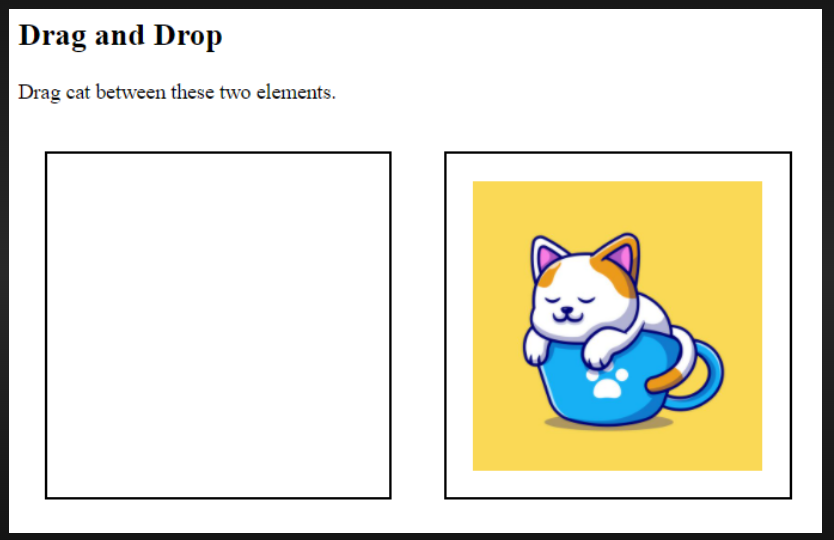 Drag and Drop
Drag cat between these two elements.